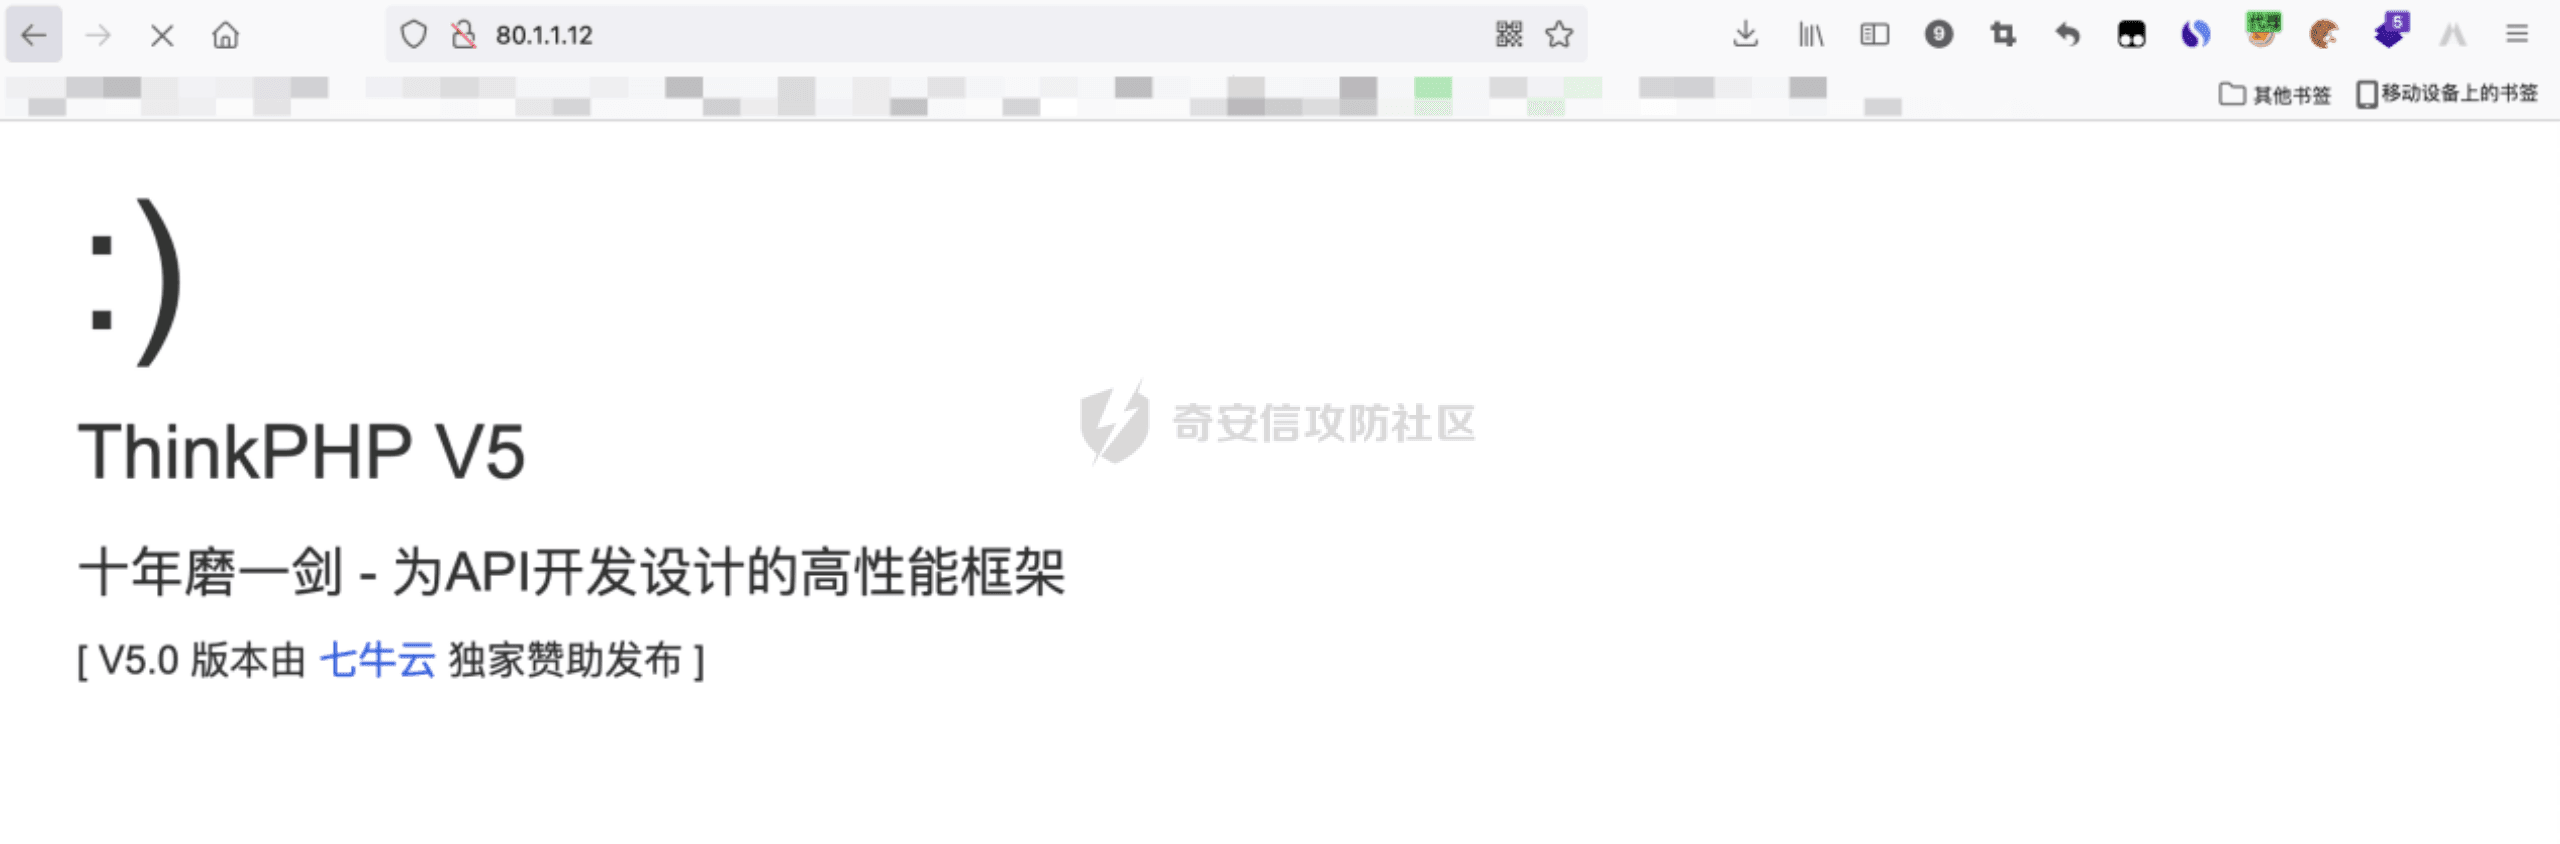 80.1.1.12
9
代理
5
其他书签
移动设备上的书签
:)
奇安信攻防社区
ThinkPHP V5
十年磨一剑 - 为API开发设计的高性能框架
[ V5.0 版本由 七牛云 独家赞助发布 ]